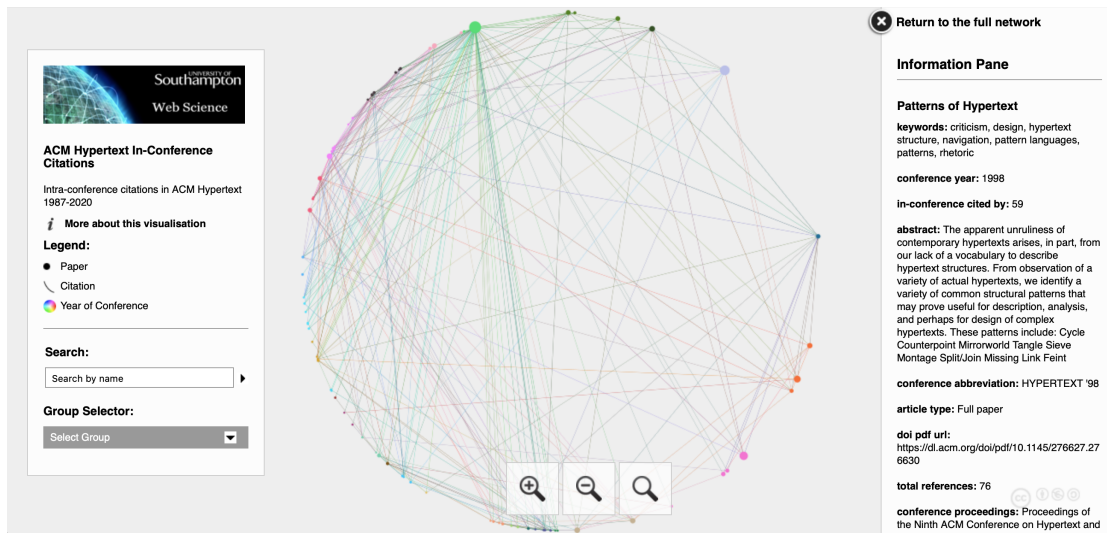 UNIVERSITY OF
Southampton
Web Science
ACM Hypertext In-Conference
Citations
Intra-conference citations in ACM Hypertext
1987-2020
i More about this visualisation
Legend:
Paper
Citation
Year of Conference
Search:
Search by name
Group Selector:
Select Group
Return to the full network
Information Pane
Patterns of Hypertext
keywords: criticism, design, hypertext
structure, navigation, pattern languages,
patterns, rhetoric
conference year: 1998
in-conference cited by: 59
abstract: The apparent unruliness of
contemporary hypertexts arises, in part, from
our lack of a vocabulary to describe
hypertext structures. From observation of a
variety of actual hypertexts, we identify a
variety of common structural patterns that
may prove useful for description, analysis,
and perhaps for design of complex
hypertexts. These patterns include: Cycle
Counterpoint Mirrorworld Tangle Sieve
Montage Split/Join Missing Link Feint
conference abbreviation: HYPERTEXT '98
article type: Full paper
doi pdf url:
https://dl.acm.org/doi/pdf/10.1145/276627.27
6630
total references: 76
cc
conference proceedings: Proceedings of
the Ninth ACM Conference on Hypertext and